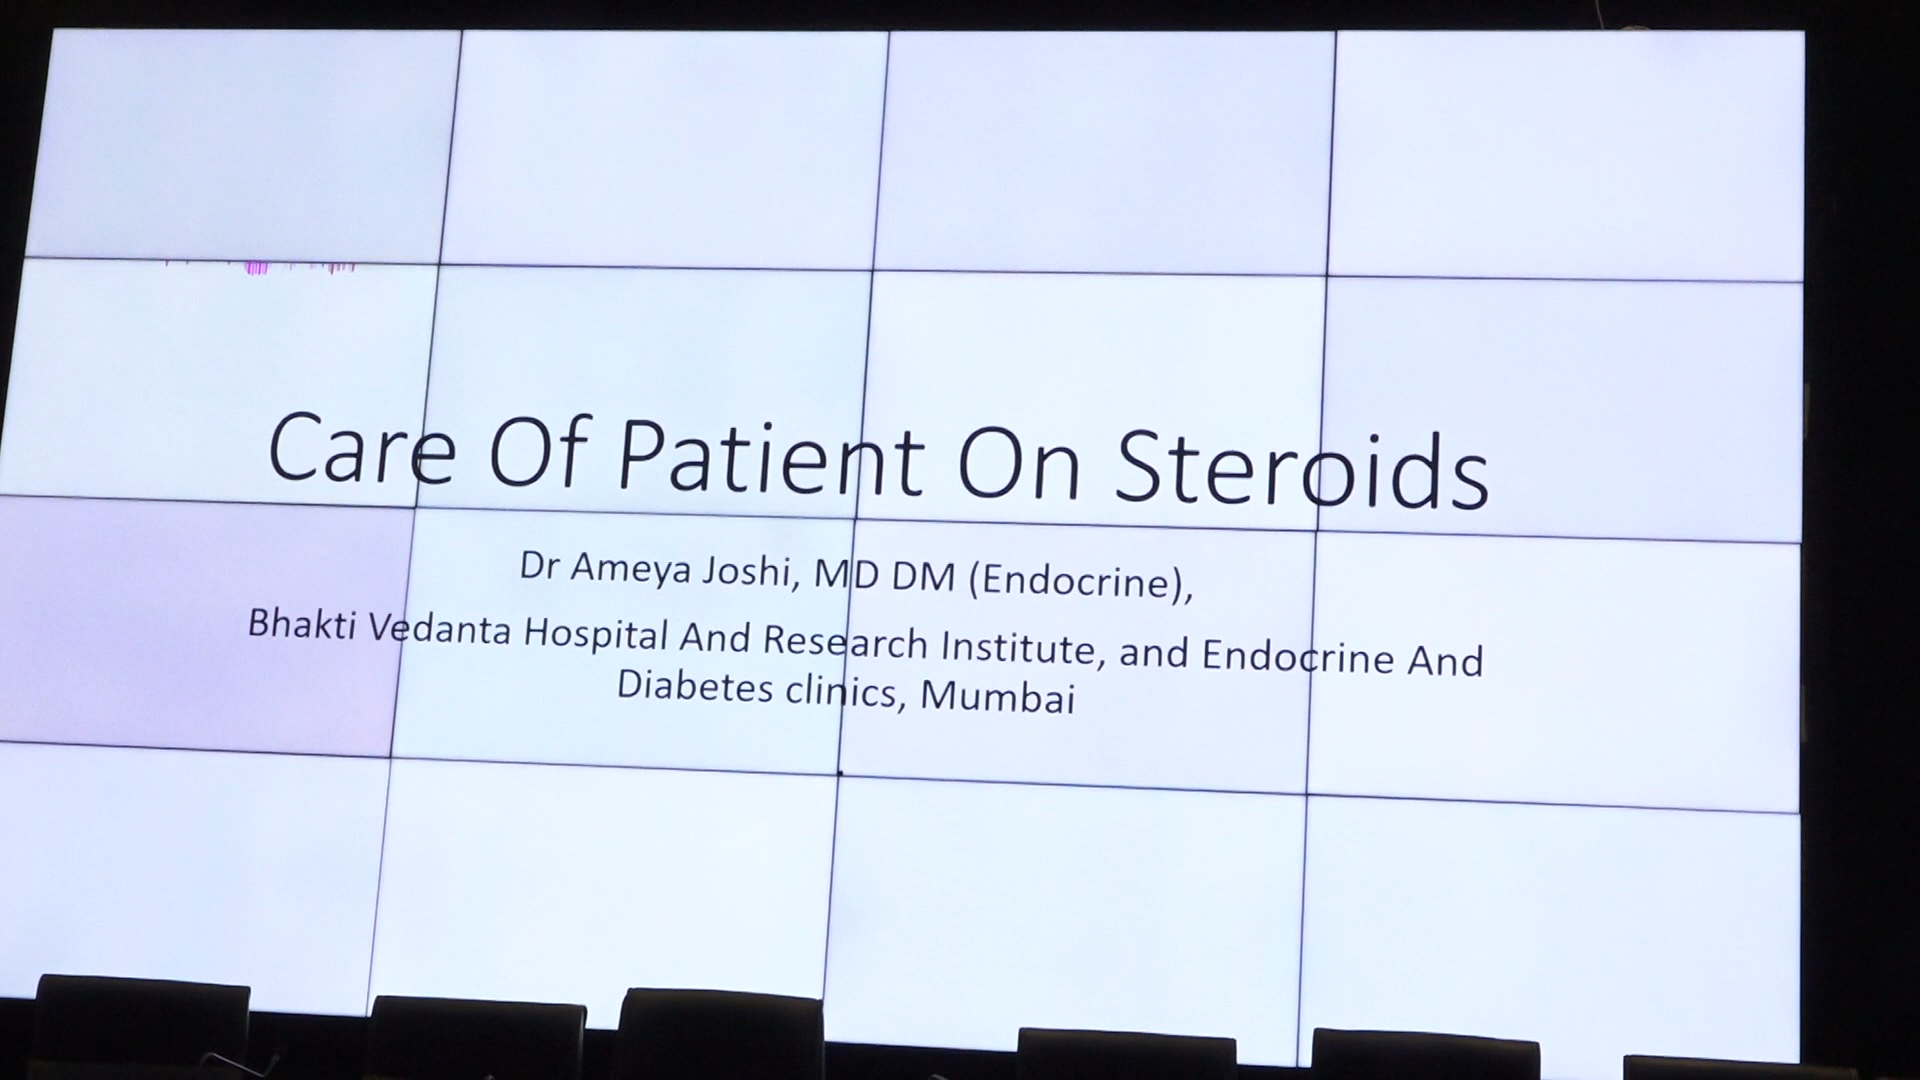 Care Of Patient On Steroids
Dr Ameya Joshi, MD DM (Endocrine),
Bhakti Vedanta Hospital And Research Institute, and Endocrine And
Diabetes clinics, Mumbai